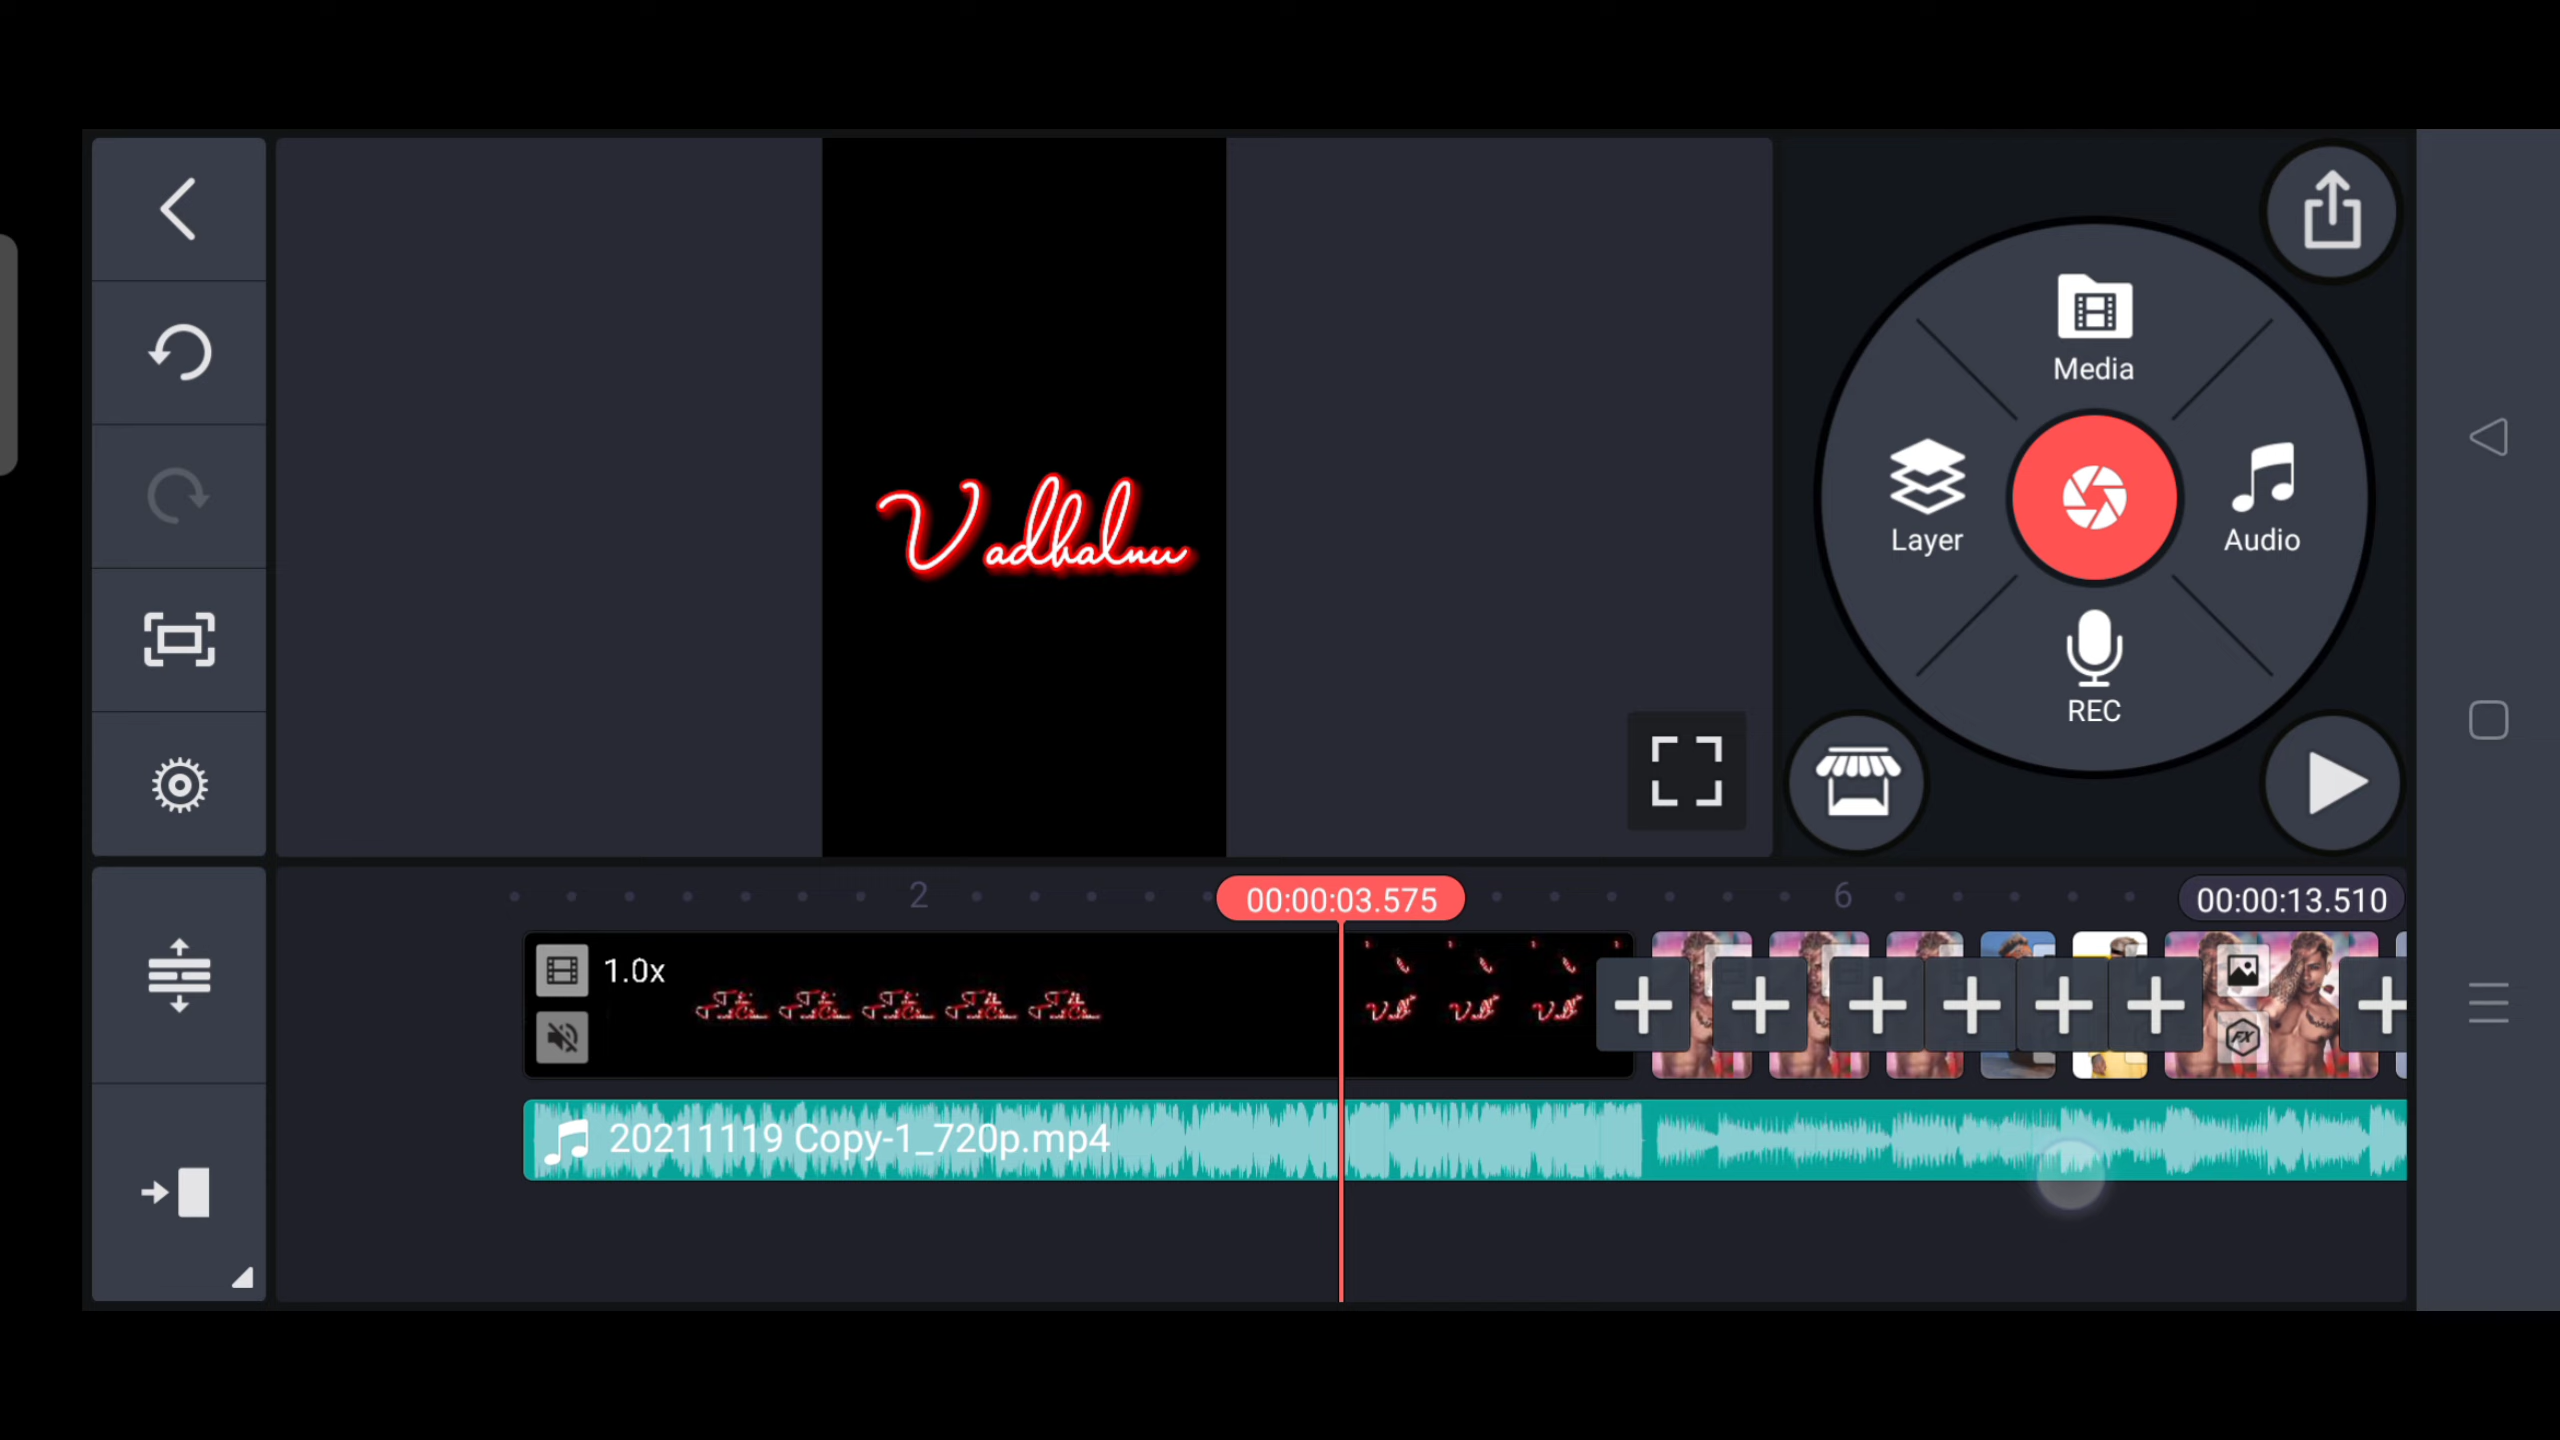 Media
Layer
Audio
REC
Vadhalnu
2
00:00:03.575
6
00:00:13.510
1.0x
FX
20211119 Copy-1_720p.mp4